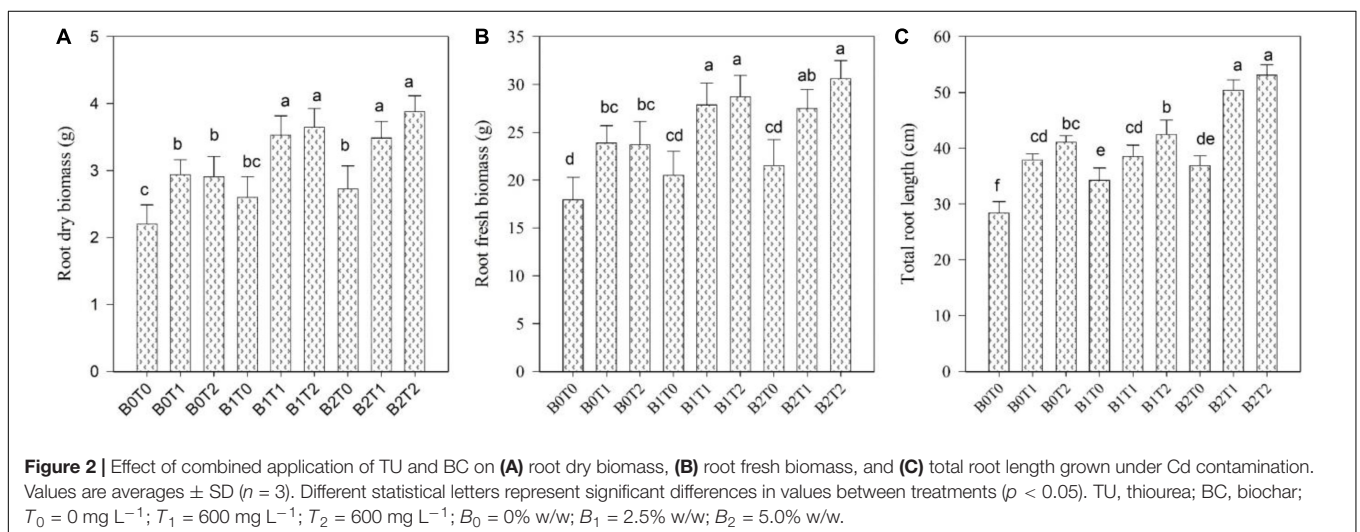 A
B
C
5
4
3
2
1
0
Root dry biomass (g)
c
b
b
bc
a
a
b
a
a
B0T0
B0T1
B0T2
B1T0
B1T1
B1T2
B2T0
B2T1
B2T2
35
30
25
20
15
10
5
0
Root fresh biomass (g)
d
bc
bc
cd
a
a
cd
ab
a
B0T0
B0T1
B0T2
B1T0
B1T1
B1T2
B2T0
B2T1
B2T2
60
50
40
30
20
10
0
Total root length (cm)
f
cd
bc
e
cd
b
de
a
a
B0T0
B0T1
B0T2
B1T0
B1T1
B1T2
B2T0
B2T1
B2T2
Figure 2 | Effect of combined application of TU and BC on (A) root dry biomass, (B) root fresh biomass, and (C) total root length grown under Cd contamination.
Values are averages ± SD (n = 3). Different statistical letters represent significant differences in values between treatments (p < 0.05). TU, thiourea; BC, biochar;
T₀ = 0 mg L⁻¹; T₁ = 600 mg L⁻¹; T₂ = 600 mg L⁻¹; B₀ = 0% w/w; B₁ = 2.5% w/w; B₂ = 5.0% w/w.